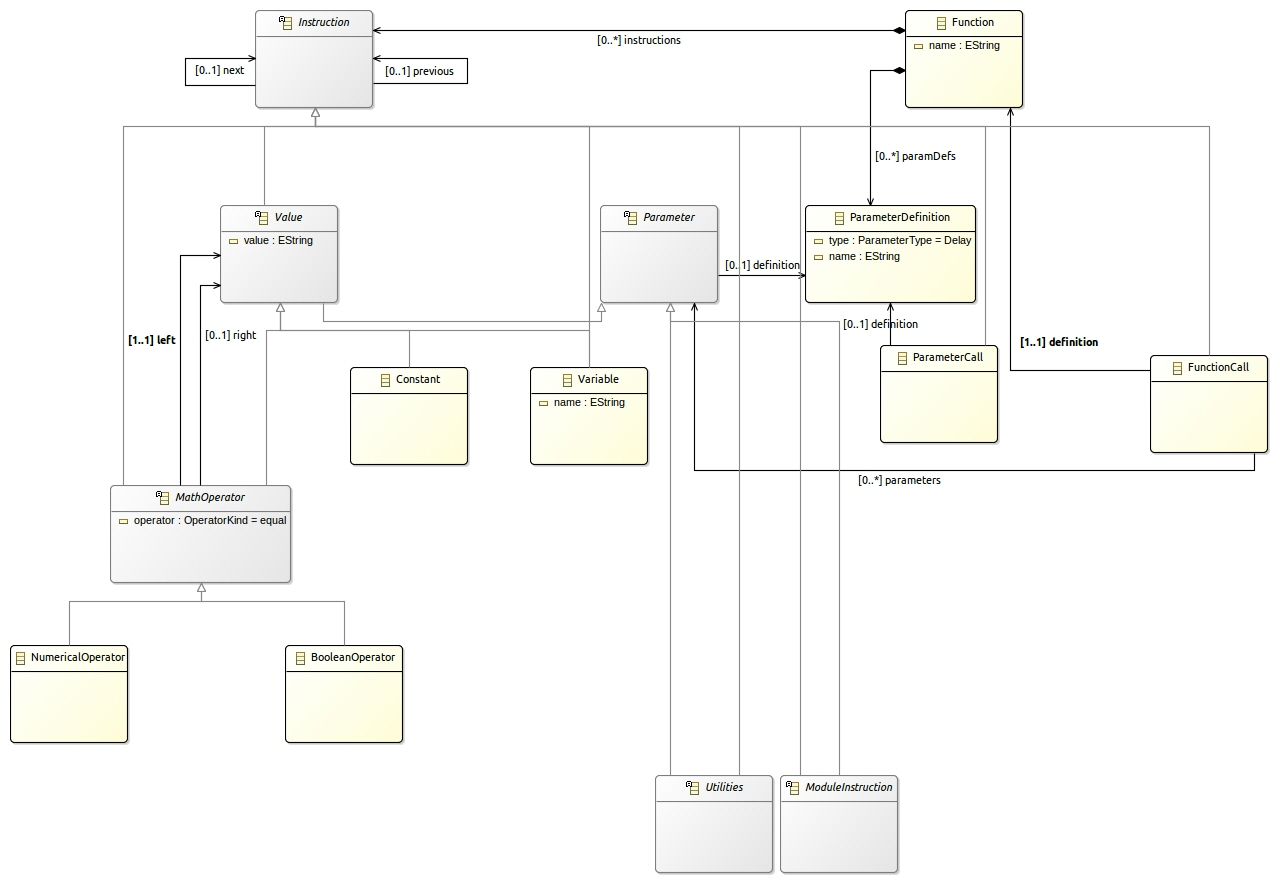 Instruction
Function
name : EString
[0..*] instructions
[0..1] next
[0..1] previous
[0..*] paramDefs
Value
value : EString
Parameter
ParameterDefinition
type : ParameterType = Delay
name : EString
[0..1] definition
[1..1] left
[0..1] right
[0..1] definition
[1..1] definition
ParameterCall
FunctionCall
Constant
Variable
name : EString
[0..*] parameters
MathOperator
operator : OperatorKind = equal
NumericalOperator
BooleanOperator
Utilities
ModuleInstruction